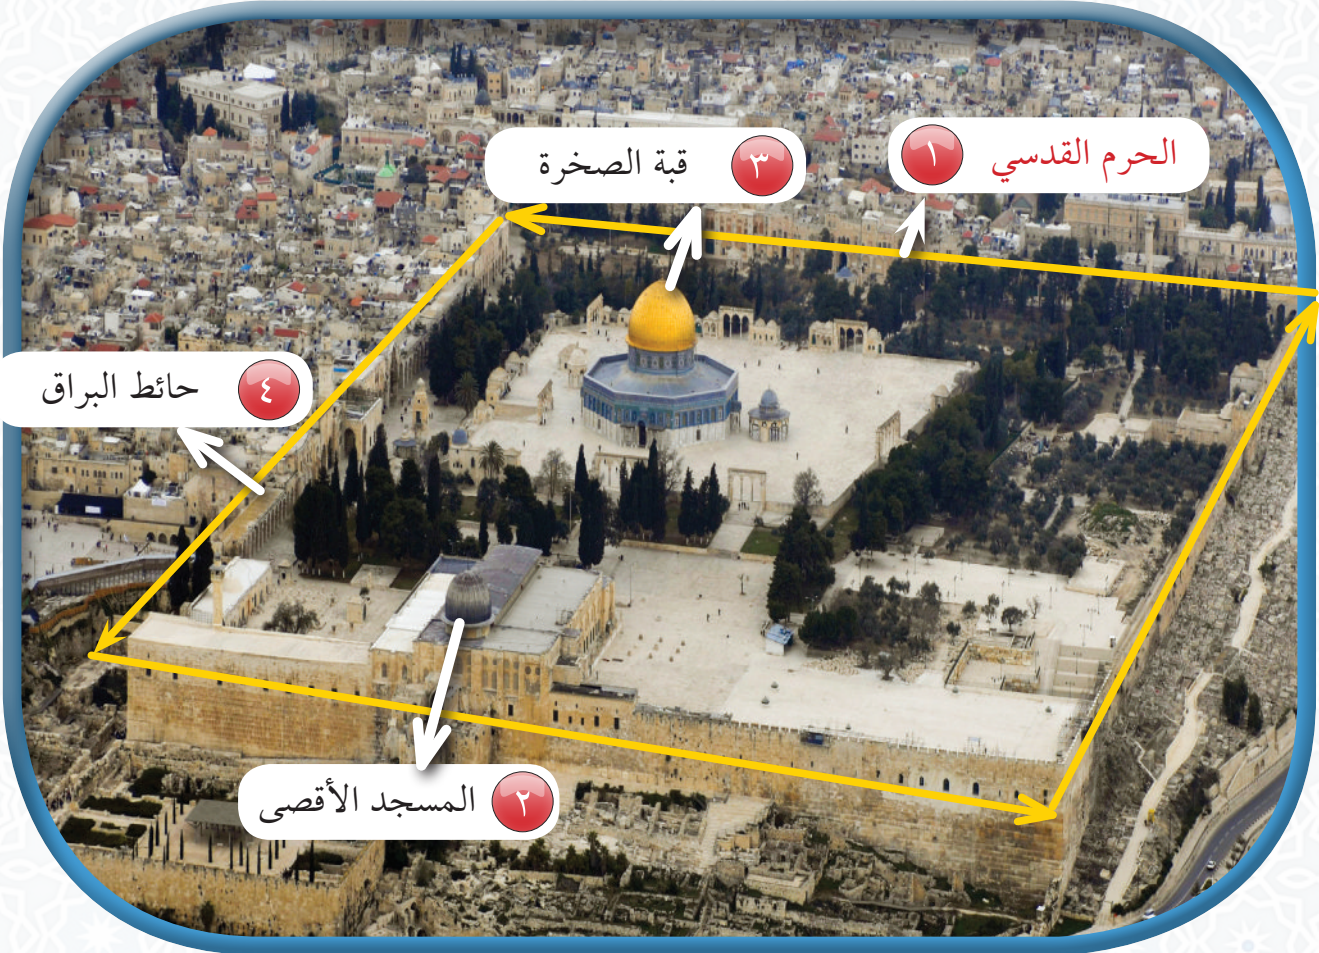 ١ الحرم القدسي
٣ قبة الصخرة
٤ حائط البراق
٢ المسجد الأقصى